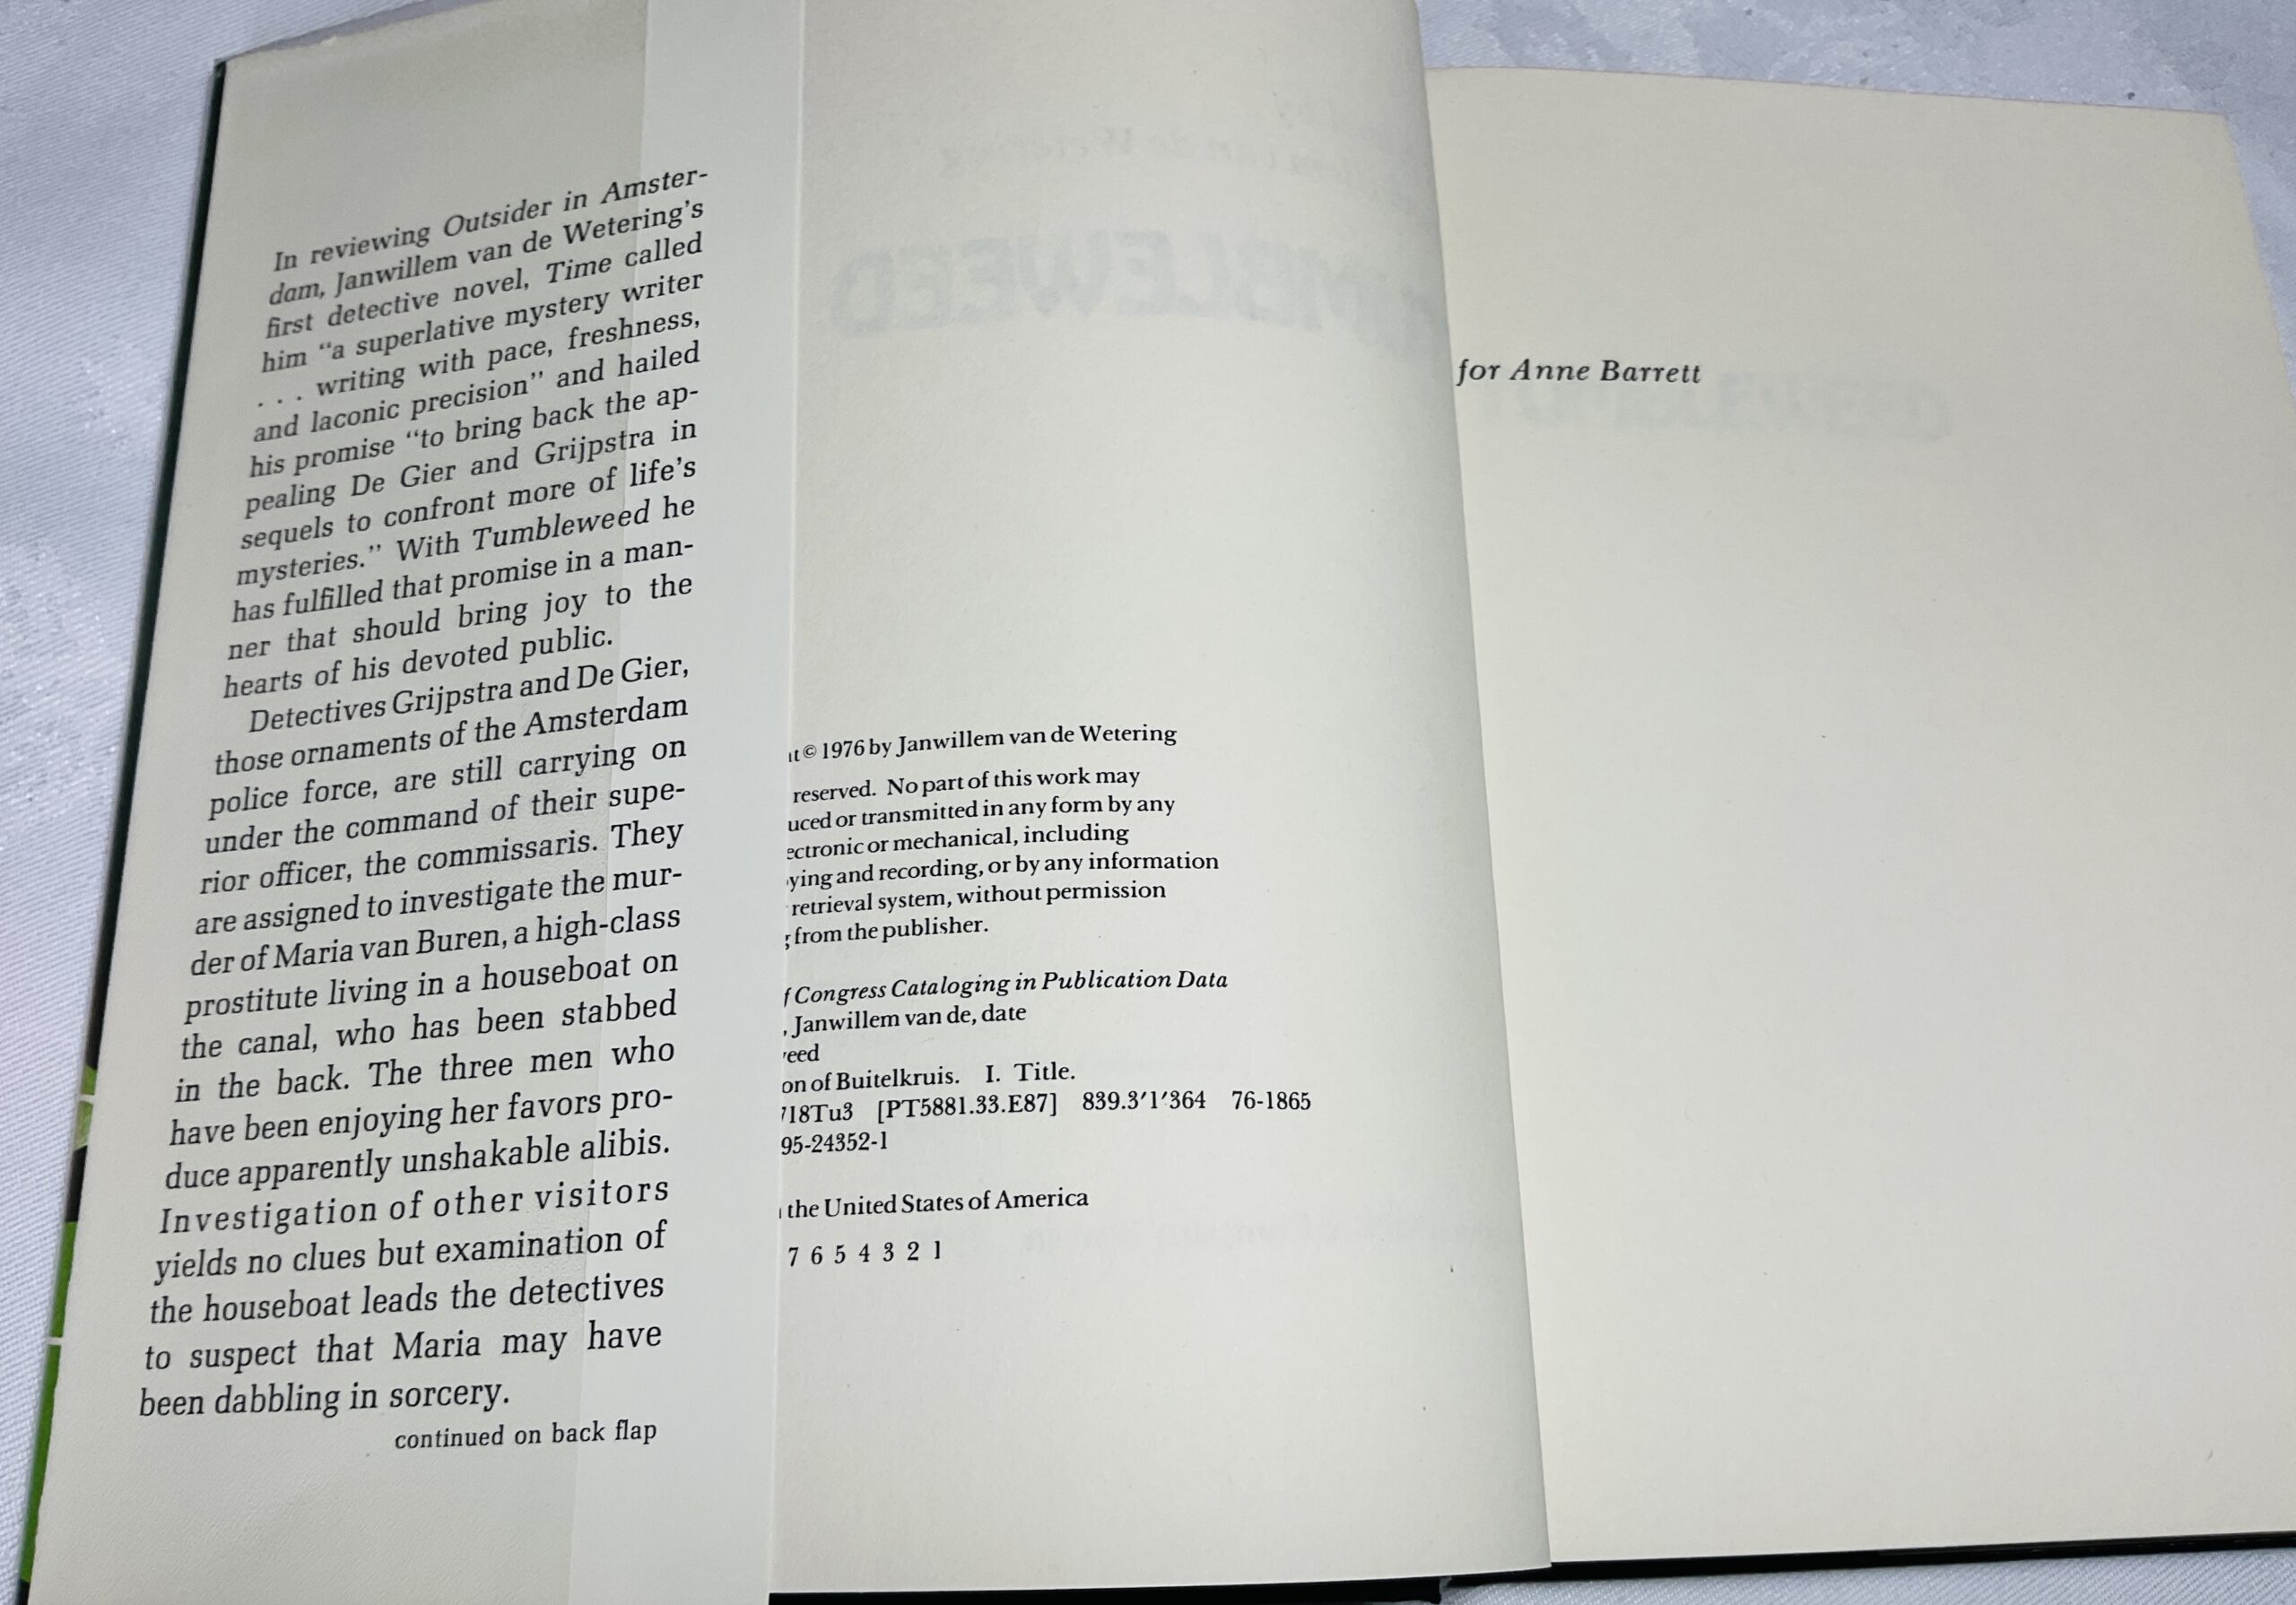 In reviewing Outsider in Amster-
dam, Janwillem van de Wetering's
first detective novel, Time called
him "a superlative mystery writer
. . . writing with pace, freshness,
and laconic precision" and hailed
his promise "to bring back the ap-
pealing De Gier and Grijpstra in
sequels to confront more of life's
mysteries." With Tumbleweed he
has fulfilled that promise in a man-
ner that should bring joy to the
hearts of his devoted public.
Detectives Grijpstra and De Gier,
those ornaments of the Amsterdam
police force, are still carrying on
under the command of their supe-
rior officer, the commissaris. They
are assigned to investigate the mur-
der of Maria van Buren, a high-class
prostitute living in a houseboat on
the canal, who has been stabbed
in the back. The three men who
have been enjoying her favors pro-
duce apparently unshakable alibis.
Investigation of other visitors
yields no clues but examination of
the houseboat leads the detectives
to suspect that Maria may have
been dabbling in sorcery.
continued on back flap
© 1976 by Janwillem van de Wetering
reserved. No part of this work may
uced or transmitted in any form by any
ectronic or mechanical, including
ying and recording, or by any information
retrieval system, without permission
from the publisher.
f Congress Cataloging in Publication Data
, Janwillem van de, date
eed
on of Buitelkruis. I. Title.
718Tu3 [PT5881.33.E87] 839.3'1'364 76-1865
95-24352-1
the United States of America
7 6 5 4 3 2 1
for Anne Barrett